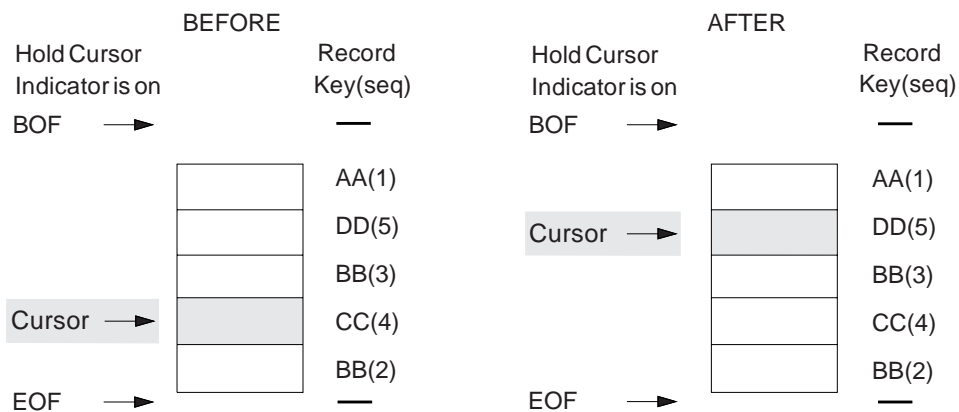 BEFORE
Hold Cursor
Indicator is on
Record
Key(seq)
BOF
AA(1)
DD(5)
BB(3)
Cursor
CC(4)
BB(2)
EOF
AFTER
Hold Cursor
Indicator is on
Record
Key(seq)
BOF
AA(1)
Cursor
DD(5)
BB(3)
CC(4)
BB(2)
EOF